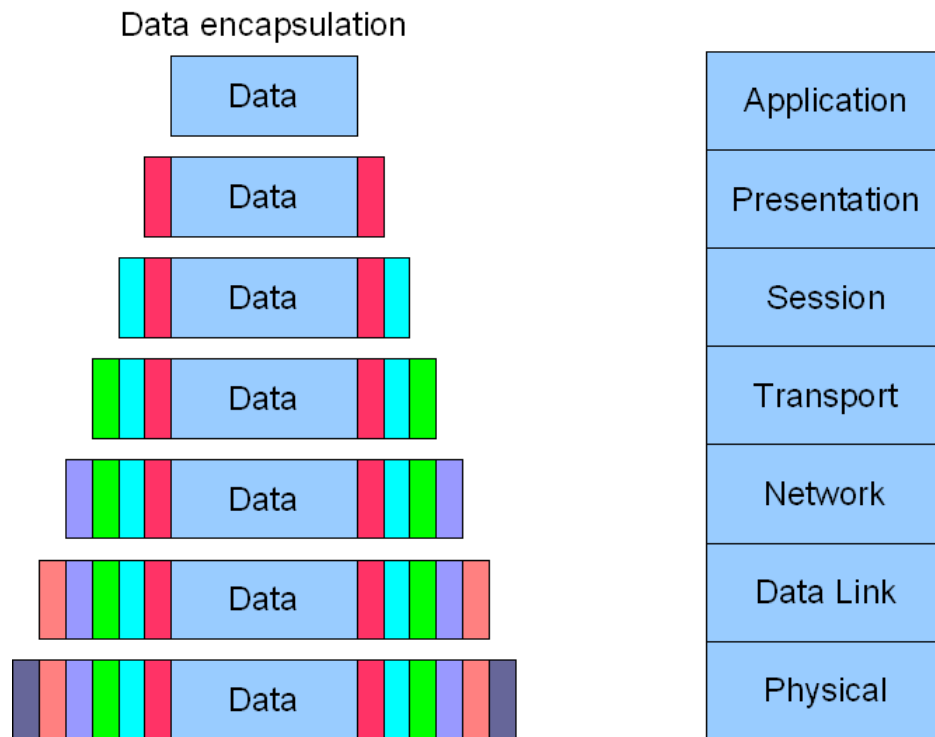 Data encapsulation
Data
Data
Data
Data
Data
Data
Data
Application
Presentation
Session
Transport
Network
Data Link
Physical